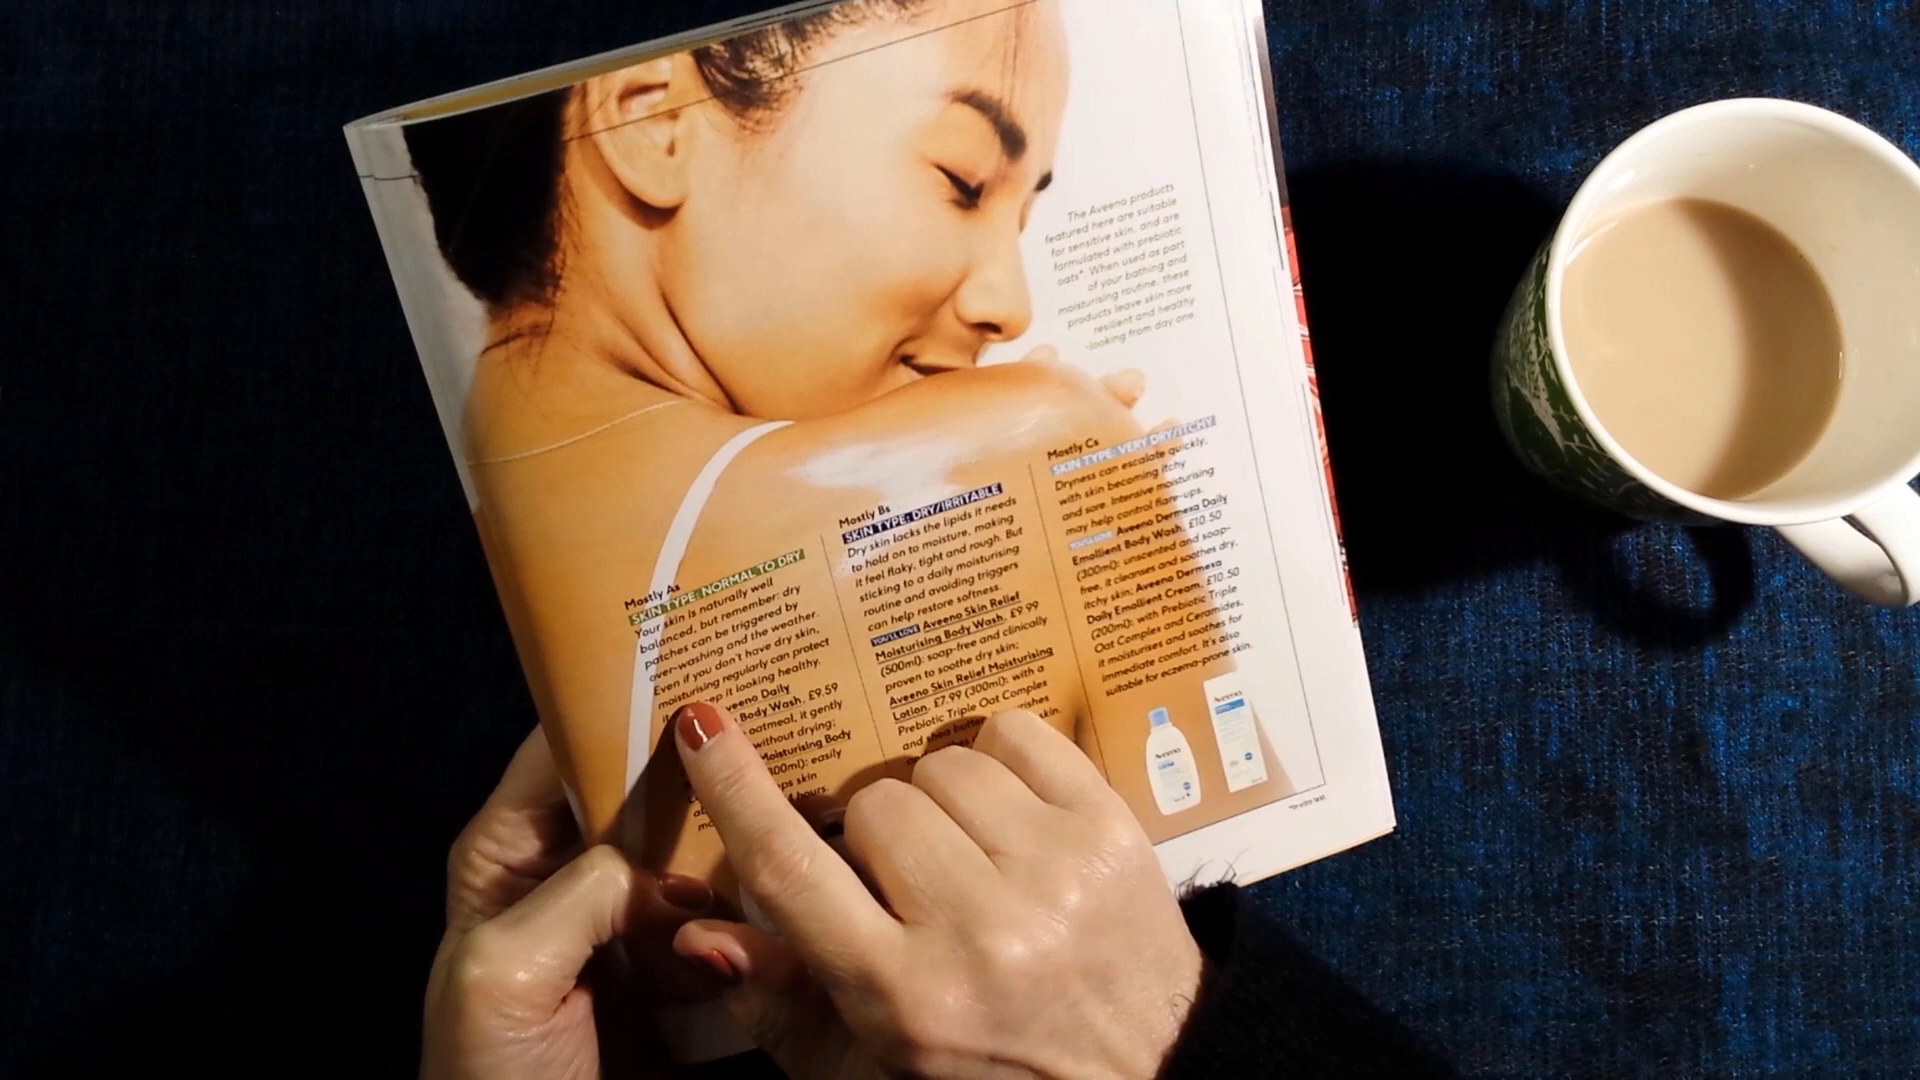 The Aveeno products
featured here are suitable
for sensitive skin, and are
formulated with prebiotic
oats*. When used as part
of your bathing and
moisturising routine, these
products leave skin more
resilient and healthy
-looking from day one
Mostly As
SKIN TYPE: NORMAL TO DRY
Your skin is naturally well
balanced, but remember: dry
patches can be triggered by
over-washing and the weather.
Even if you don't have dry skin,
moisturising regularly can protect
it looking healthy.
Daily
Body Wash, £9.59
oatmeal, it gently
without drying;
Moisturising Body
easily
skin
hours.
Mostly Bs
SKIN TYPE: DRY/IRRITABLE
Dry skin lacks the lipids it needs
to hold on to moisture, making
it feel flaky, tight and rough. But
sticking to a daily moisturising
routine and avoiding triggers
can help restore softness.
YOU'LL LOVE Aveeno Skin Relief
Moisturising Body Wash, £9.99
(500ml): soap-free and clinically
proven to soothe dry skin;
Aveeno Skin Relief Moisturising
Lotion, £7.99 (300ml): with a
Prebiotic Triple Oat Complex
and shea butter
skin.
Mostly Cs
SKIN TYPE: VERY DRY/ITCHY
Dryness can escalate quickly,
with skin becoming itchy
and sore. Intensive moisturising
may help control flare-ups.
YOU'LL LOVE Aveeno Dermexa Daily
Emollient Body Wash, £10.50
(300ml): unscented and soap-
free, it cleanses and soothes dry,
itchy skin; Aveeno Dermexa
Daily Emollient Cream, £10.50
(200ml): with Prebiotic Triple
Oat Complex and Ceramides,
it moisturises and soothes for
immediate comfort. It's also
suitable for eczema-prone skin.
Aveeno
Aveeno
*In-vitro test